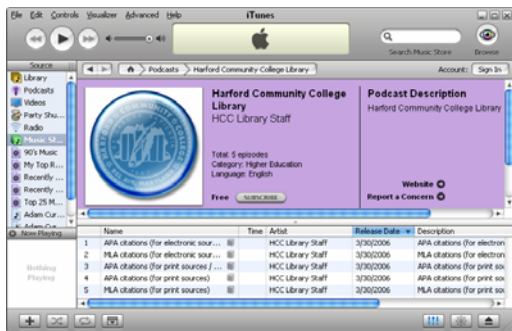 File Edit Controls Visualizer Advanced Help
iTunes
Search Music Store
Browse
Source
Podcasts Harford Community College Library
Account: Sign In
Library
Podcasts
Videos
Party Shu...
Radio
Music St...
90's Music
My Top R...
Recently ...
Recently ...
Top 25 M...
Adam Cur...
Adam Cur...
Now Playing
Nothing
Playing
Harford Community College
Library
HCC Library Staff
Total: 5 episodes
Category: Higher Education
Language: English
Free SUBSCRIBE
Podcast Description
Harford Community College Library
Website
Report a Concern
Name Time Artist Release Date Description
1 APA citations (for electronic sour... HCC Library Staff 3/30/2006 APA citations (for electron
2 MLA citations (for electronic sour... HCC Library Staff 3/30/2006 MLA citations (for electron
3 APA citations (for print sources / ... HCC Library Staff 3/30/2006 APA citations (for print sou
4 MLA citations (for print sources) HCC Library Staff 3/30/2006 MLA citations (for print sou
5 MLA citations (for print sources) HCC Library Staff 3/30/2006 MLA citations (for print sou